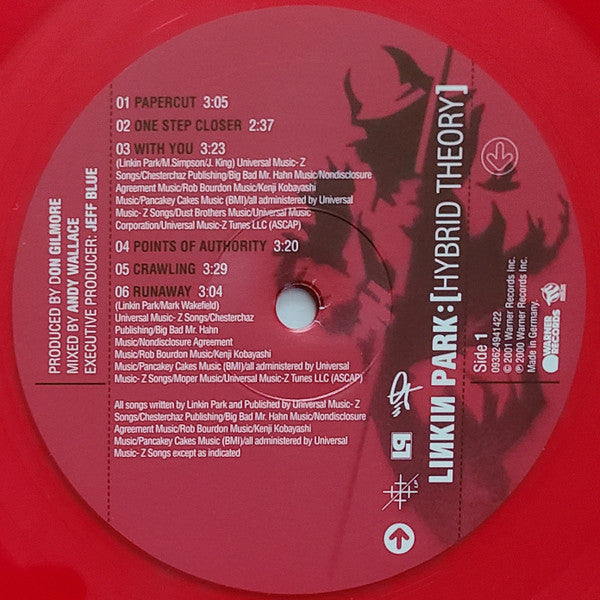 01 PAPERCUT 3:05
02 ONE STEP CLOSER 2:37
03 WITH YOU 3:23
(Linkin Park/M.Simpson/J. King) Universal Music- Z
Songs/Chesterchaz Publishing/Big Bad Mr. Hahn Music/Nondisclosure
Agreement Music/Rob Bourdon Music/Kenji Kobayashi
Music/Pancakey Cakes Music (BMI)/all administered by Universal
Music- Z Songs/Dust Brothers Music/Universal Music
Corporation/Universal Music-Z Tunes LLC (ASCAP)
04 POINTS OF AUTHORITY 3:20
05 CRAWLING 3:29
06 RUNAWAY 3:04
(Linkin Park/Mark Wakefield)
Universal Music- Z Songs/Chesterchaz
Publishing/Big Bad Mr. Hahn
Music/Nondisclosure Agreement
Music/Rob Bourdon Music/Kenji Kobayashi
Music/Pancakey Cakes Music (BMI)/all administered by Universal
Music- Z Songs/Moper Music/Universal Music-Z Tunes LLC (ASCAP)
All songs written by Linkin Park and Published by Universal Music- Z
Songs/Chesterchaz Publishing/Big Bad Mr. Hahn Music/Nondisclosure
Agreement Music/Rob Bourdon Music/Kenji Kobayashi
Music/Pancakey Cakes Music (BMI)/all administered by Universal
Music- Z Songs except as indicated
PRODUCED BY DON GILMORE
MIXED BY ANDY WALLACE
EXECUTIVE PRODUCER: JEFF BLUE
LINKIN PARK:[HYBRID THEORY]
LP
Side 1
093624941422
© 2001 Warner Records Inc.
℗ 2000 Warner Records Inc.
Made in Germany.
WARNER
RECORDS